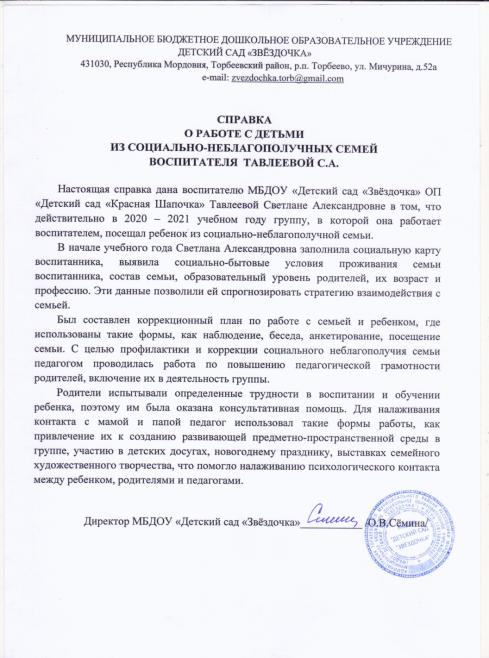 МУНИЦИПАЛЬНОЕ БЮДЖЕТНОЕ ДОШКОЛЬНОЕ ОБРАЗОВАТЕЛЬНОЕ УЧРЕЖДЕНИЕ
ДЕТСКИЙ САД «ЗВЁЗДОЧКА»
431030, Республика Мордовия, Торбеевский район, р.п. Торбеево, ул. Мичурина, д.52а
e-mail: zvezdochka.torb@gmail.com
СПРАВКА
О РАБОТЕ С ДЕТЬМИ
ИЗ СОЦИАЛЬНО-НЕБЛАГОПОЛУЧНЫХ СЕМЕЙ
ВОСПИТАТЕЛЯ ТАВЛЕЕВОЙ С.А.
Настоящая справка дана воспитателю МБДОУ «Детский сад «Звёздочка» ОП
«Детский сад «Красная Шапочка» Тавлеевой Светлане Александровне в том, что
действительно в 2020 – 2021 учебном году группу, в которой она работает
воспитателем, посещал ребенок из социально-неблагополучной семьи.
В начале учебного года Светлана Александровна заполнила социальную карту
воспитанника, выявила социально-бытовые условия проживания семьи
воспитанника, состав семьи, образовательный уровень родителей, их возраст и
профессию. Эти данные позволили ей спрогнозировать стратегию взаимодействия с
семьей.
Был составлен коррекционный план по работе с семьей и ребенком, где
использованы такие формы, как наблюдение, беседа, анкетирование, посещение
семьи. С целью профилактики и коррекции социального неблагополучия семьи
педагогом проводилась работа по повышению педагогической грамотности
родителей, включение их в деятельность группы.
Родители испытывали определенные трудности в воспитании и обучении
ребенка, поэтому им была оказана консультативная помощь. Для налаживания
контакта с мамой и папой педагог использовал такие формы работы, как
привлечение их к созданию развивающей предметно-пространственной среды в
группе, участию в детских досугах, новогоднему празднику, выставках семейного
художественного творчества, что помогло налаживанию психологического контакта
между ребенком, родителями и педагогами.
Директор МБДОУ «Детский сад «Звёздочка» /О.В.Сёмина/
"ДЕТСКИЙ САД
"ЗВЕЗДОЧКА"